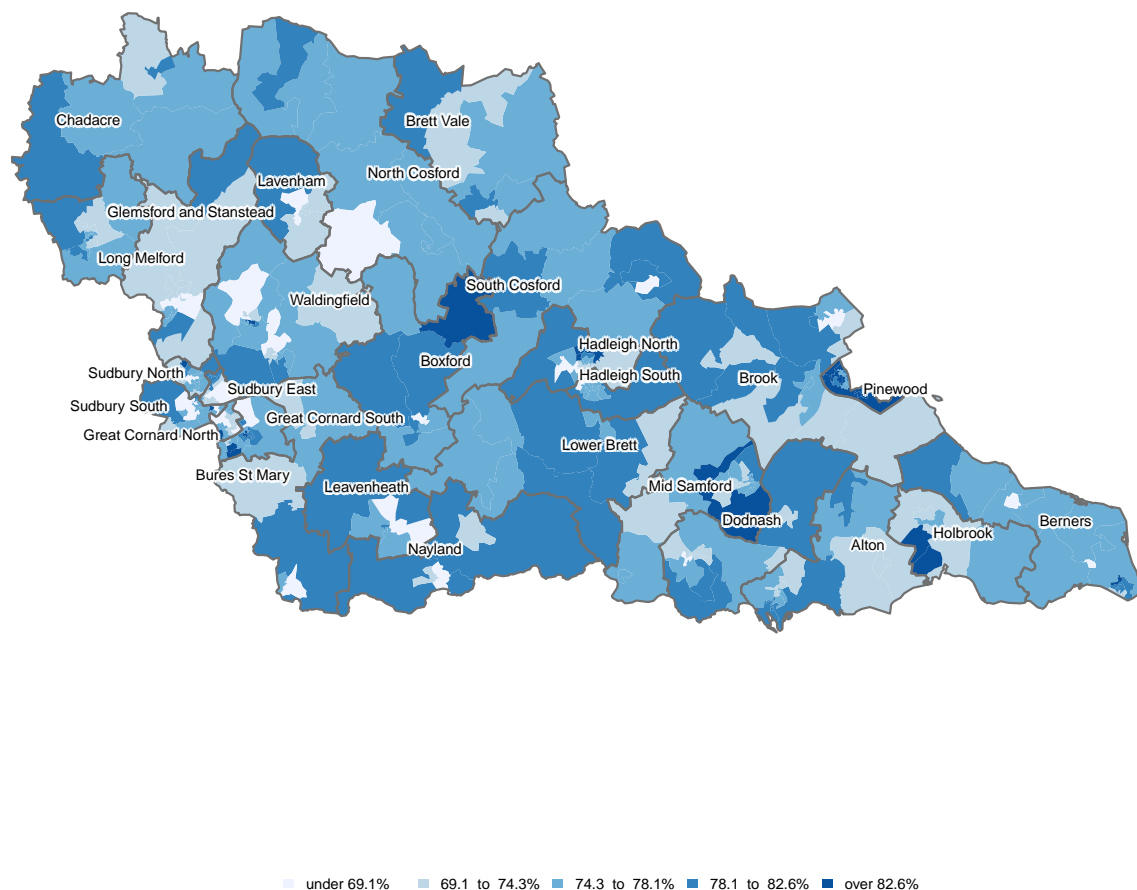 Chadacre
Brett Vale
North Cosford
Lavenham
Glemsford and Stanstead
Long Melford
South Cosford
Waldingfield
Hadleigh North
Boxford
Sudbury North
Hadleigh South
Brook
Sudbury East
Pinewood
Sudbury South
Great Cornard South
Great Cornard North
Lower Brett
Bures St Mary
Leavenheath
Mid Samford
Dodnash
Berners
Holbrook
Alton
Nayland
under 69.1% 69.1 to 74.3% 74.3 to 78.1% 78.1 to 82.6% over 82.6%